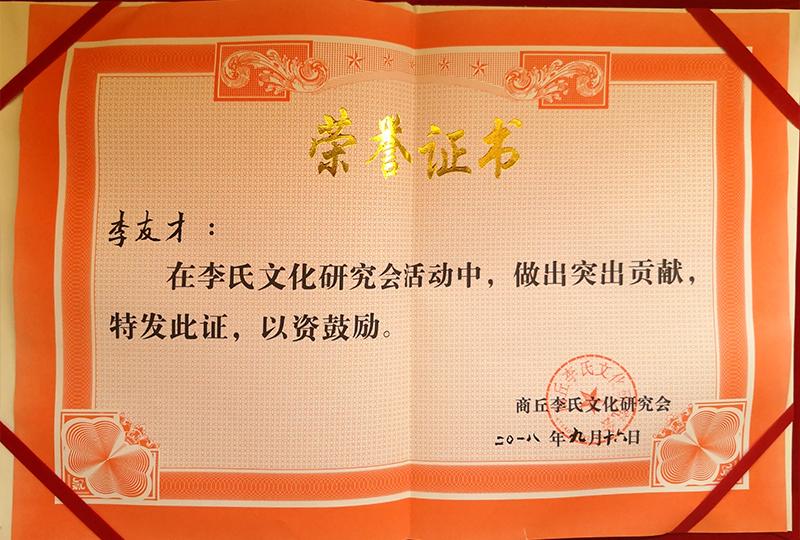 荣誉证书
李友才：
在李氏文化研究会活动中，做出突出贡献，
特发此证，以资鼓励。
商丘李氏文化研究会
二〇一八年九月十六日